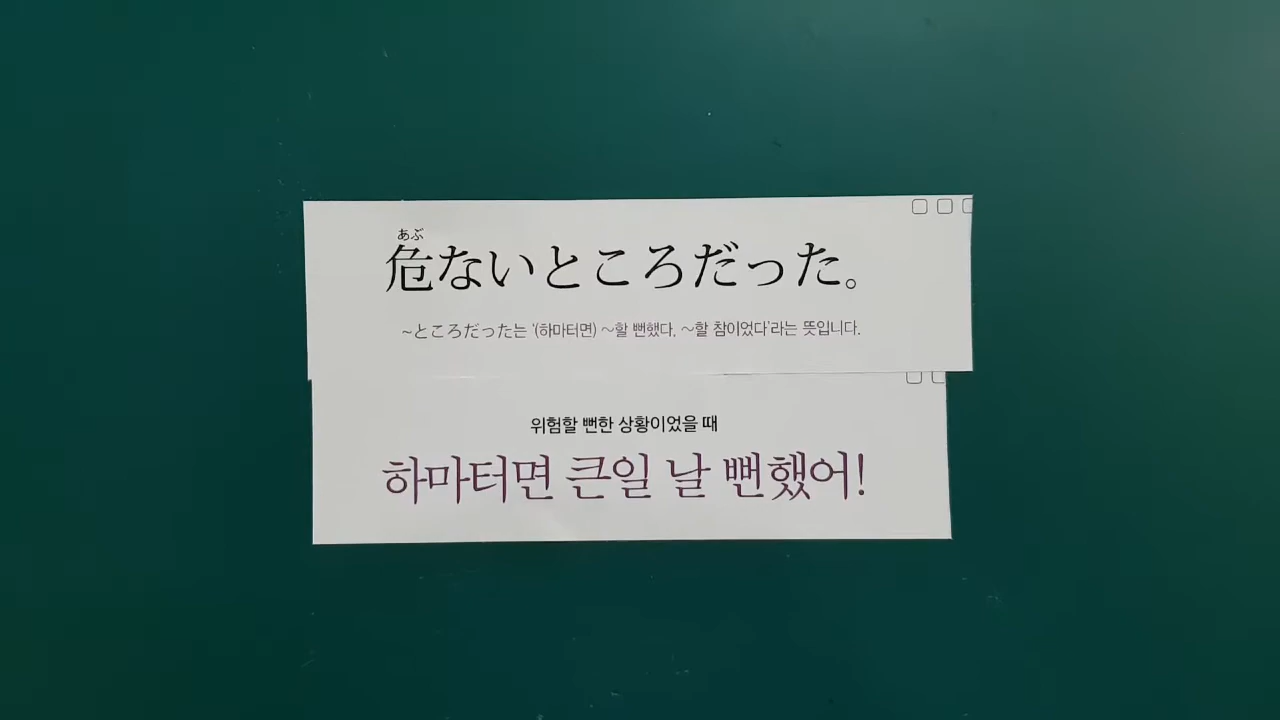 あぶ
危ないところだった。
~ところだったは '(하마터면) ~할 뻔했다, ~할 참이었다'라는 뜻입니다.
위험할 뻔한 상황이었을 때
하마터면 큰일 날 뻔했어!